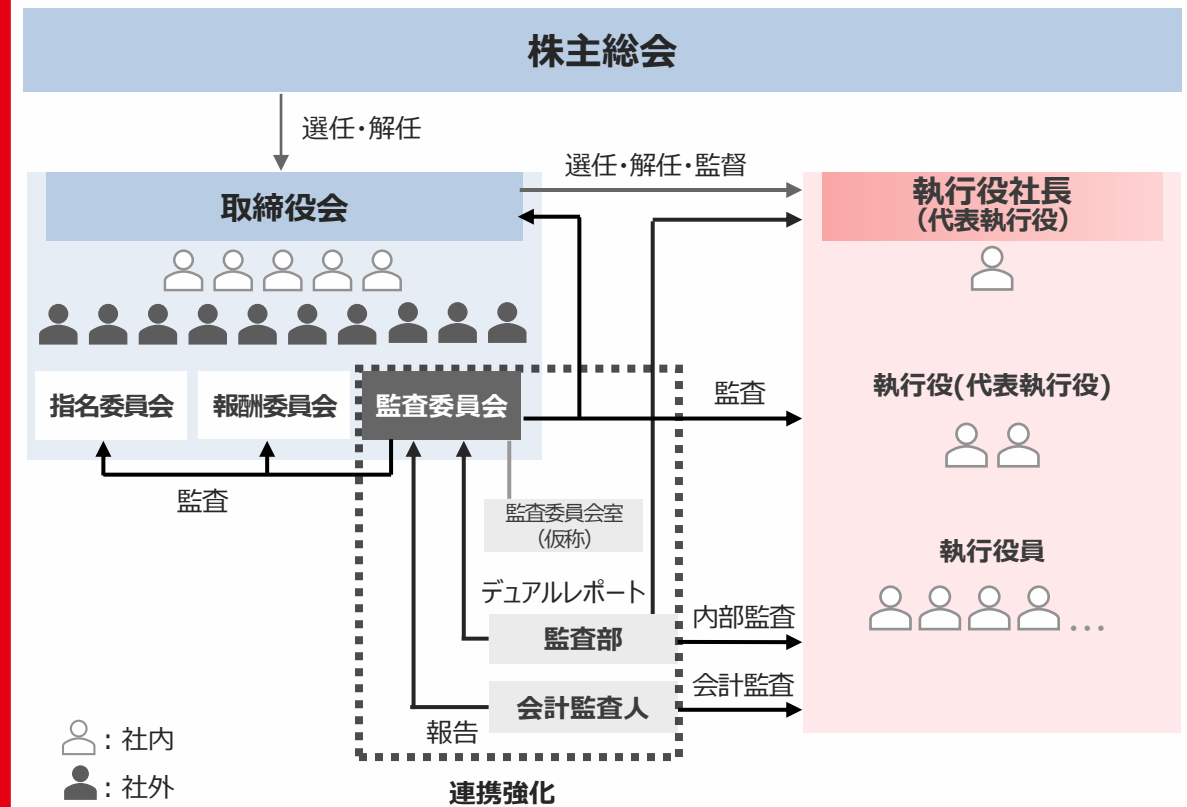 株主総会
選任・解任
選任・解任・監督
取締役会
執行役社長
（代表執行役）
指名委員会
報酬委員会
監査委員会
監査
執行役(代表執行役)
監査
監査委員会室
（仮称）
執行役員
デュアルレポート
監査部
内部監査
…
会計監査人
会計監査
報告
：社内
：社外
連携強化